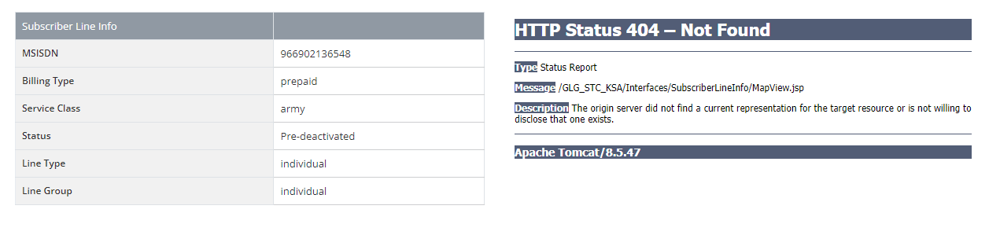 Subscriber Line Info
MSISDN 966902136548
Billing Type prepaid
Service Class army
Status Pre-deactivated
Line Type individual
Line Group individual
HTTP Status 404 – Not Found
Type Status Report
Message /GLG_STC_KSA/Interfaces/SubscriberLineInfo/MapView.jsp
Description The origin server did not find a current representation for the target resource or is not willing to
disclose that one exists.
Apache Tomcat/8.5.47